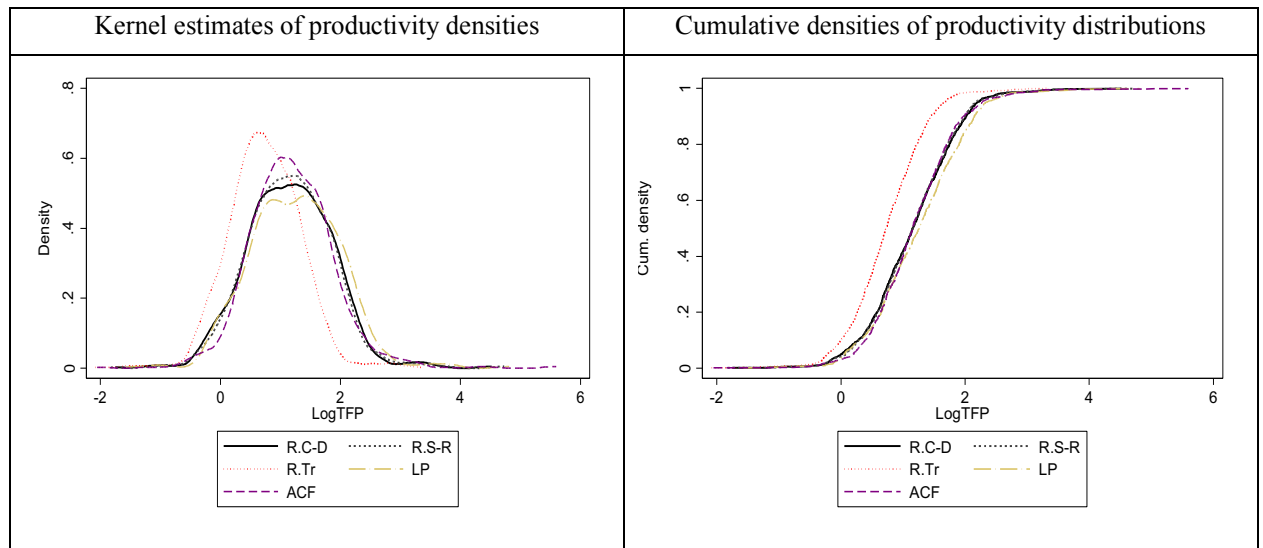 Kernel estimates of productivity densities
Cumulative densities of productivity distributions
.8
.6
.4
.2
0
Density
-2 0 2 4 6
LogTFP
R.C-D R.S-R
R.Tr LP
ACF
1
.8
.6
.4
.2
0
Cum. density
-2 0 2 4 6
LogTFP
R.C-D R.S-R
R.Tr LP
ACF